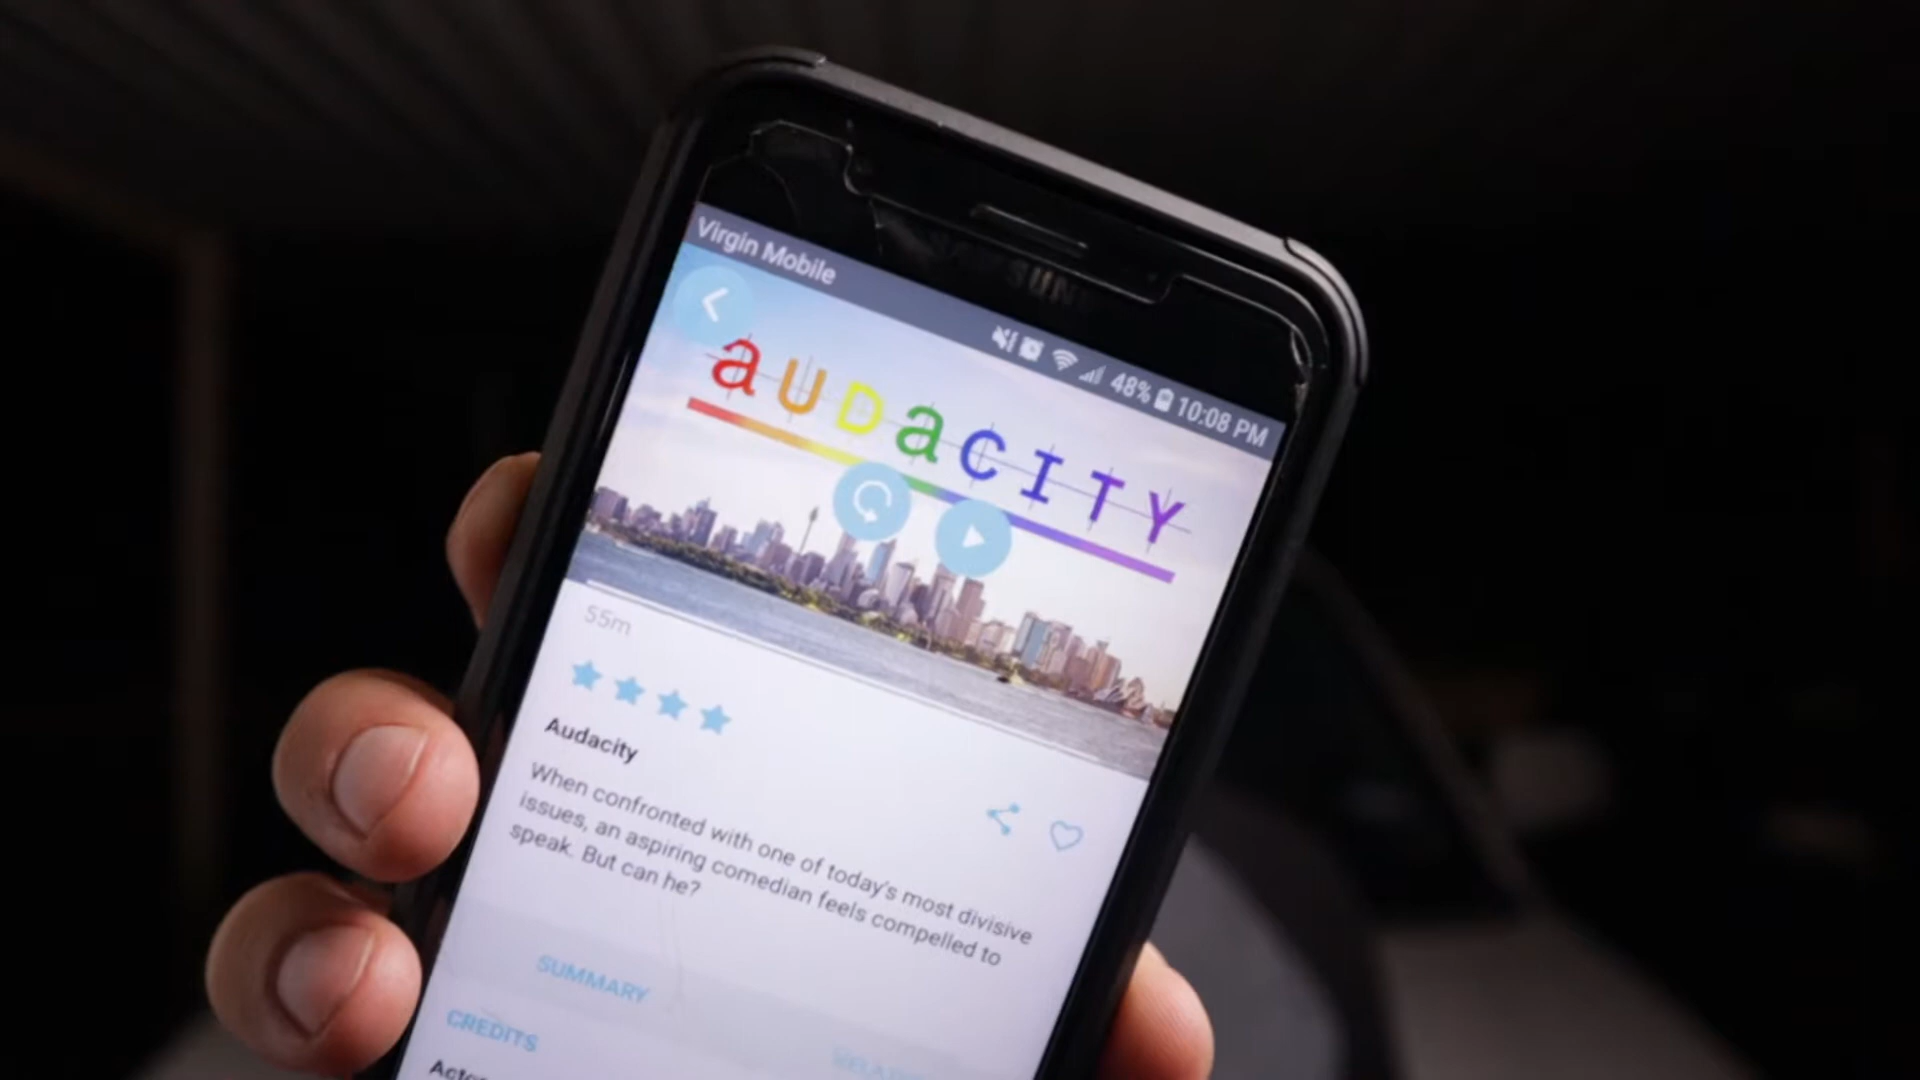 Virgin Mobile
48% 10:08 PM
aUDaCITY
55m
Audacity
When confronted with one of today's most divisive
issues, an aspiring comedian feels compelled to
speak. But can he?
SUMMARY
CREDITS